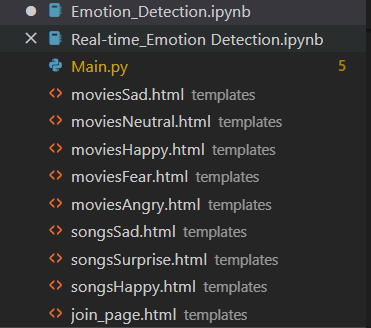 Emotion_Detection.ipynb
Real-time_Emotion Detection.ipynb
Main.py 5
moviesSad.html templates
moviesNeutral.html templates
moviesHappy.html templates
moviesFear.html templates
moviesAngry.html templates
songsSad.html templates
songsSurprise.html templates
songsHappy.html templates
join_page.html templates